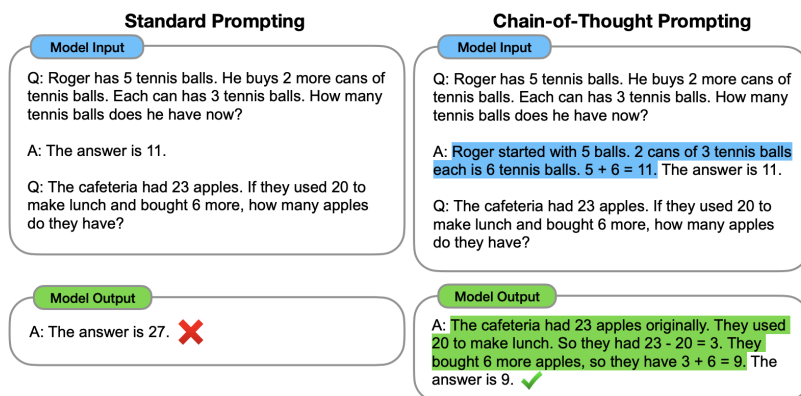 Standard Prompting
Model Input
Q: Roger has 5 tennis balls. He buys 2 more cans of
tennis balls. Each can has 3 tennis balls. How many
tennis balls does he have now?
A: The answer is 11.
Q: The cafeteria had 23 apples. If they used 20 to
make lunch and bought 6 more, how many apples
do they have?
Model Output
A: The answer is 27.
Chain-of-Thought Prompting
Model Input
Q: Roger has 5 tennis balls. He buys 2 more cans of
tennis balls. Each can has 3 tennis balls. How many
tennis balls does he have now?
A: Roger started with 5 balls. 2 cans of 3 tennis balls
each is 6 tennis balls. 5 + 6 = 11. The answer is 11.
Q: The cafeteria had 23 apples. If they used 20 to
make lunch and bought 6 more, how many apples
do they have?
Model Output
A: The cafeteria had 23 apples originally. They used
20 to make lunch. So they had 23 - 20 = 3. They
bought 6 more apples, so they have 3 + 6 = 9. The
answer is 9.